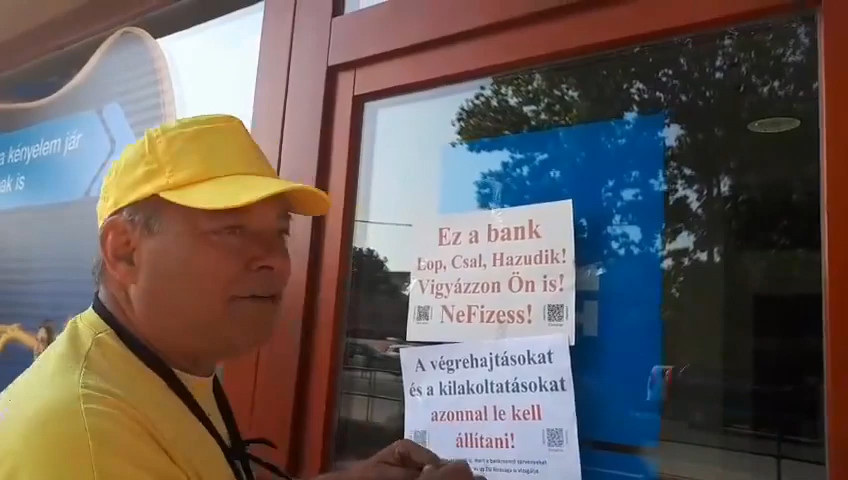 a kényelem jár
ak is
Ez a bank
Lop, Csal, Hazudik!
Vigyázzon Ön is!
NeFizess!
A végrehajtásokat
és a kilakoltatásokat
azonnal le kell
állítani!